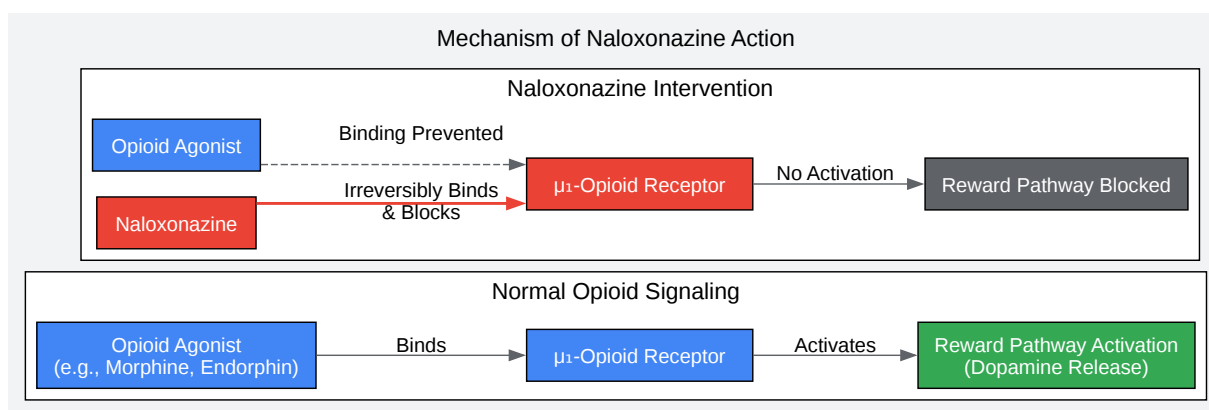 Mechanism of Naloxonazine Action
Naloxonazine Intervention
Opioid Agonist
Binding Prevented
Naloxonazine
Irreversibly Binds
& Blocks
μ₁-Opioid Receptor
No Activation
Reward Pathway Blocked
Normal Opioid Signaling
Opioid Agonist
(e.g., Morphine, Endorphin)
Binds
μ₁-Opioid Receptor
Activates
Reward Pathway Activation
(Dopamine Release)